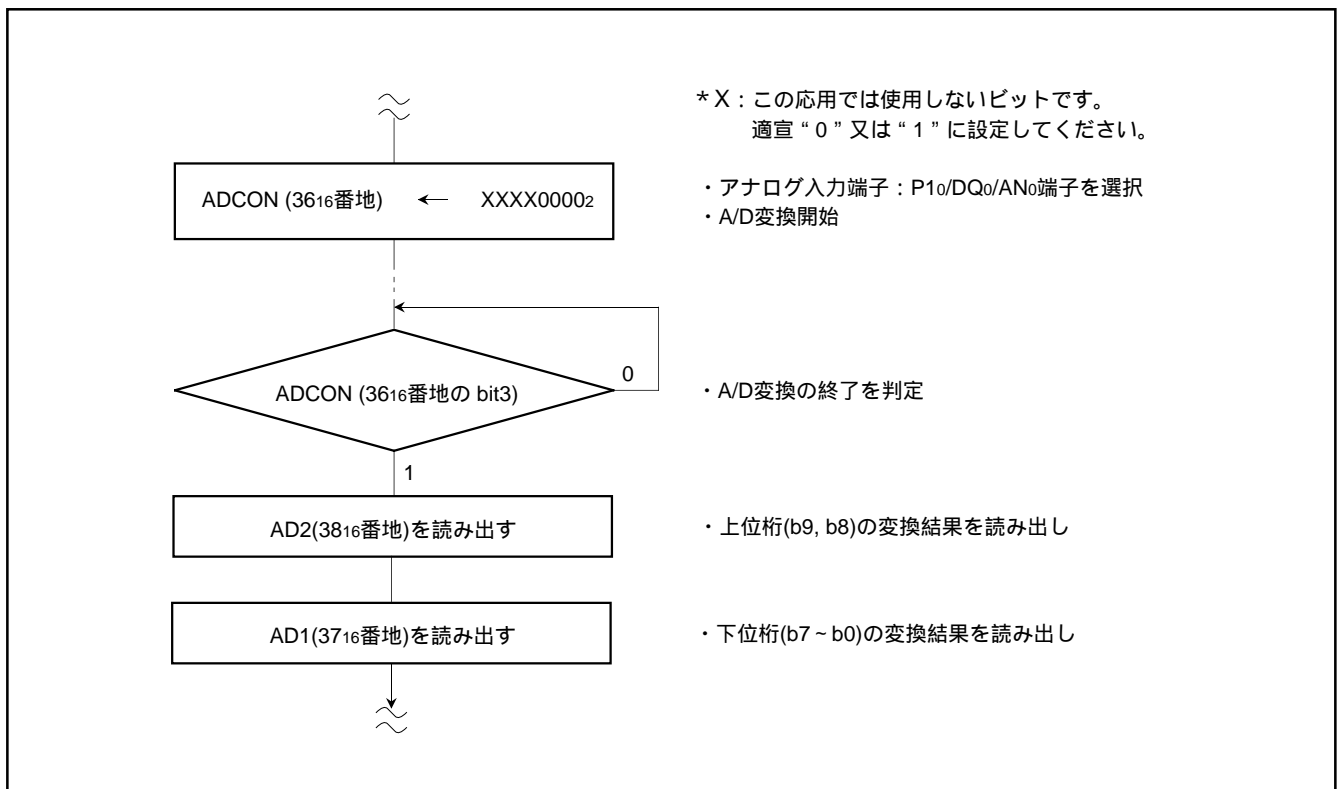 *X：この応用では使用しないビットです。
適宣“0”又は“1”に設定してください。
ADCON (3616番地) ← XXXX00002
・アナログ入力端子：P10/DQ0/AN0端子を選択
・A/D変換開始
ADCON (3616番地の bit3)
0
・A/D変換の終了を判定
1
AD2(3816番地)を読み出す
・上位桁(b9, b8)の変換結果を読み出し
AD1(3716番地)を読み出す
・下位桁(b7 ~ b0)の変換結果を読み出し